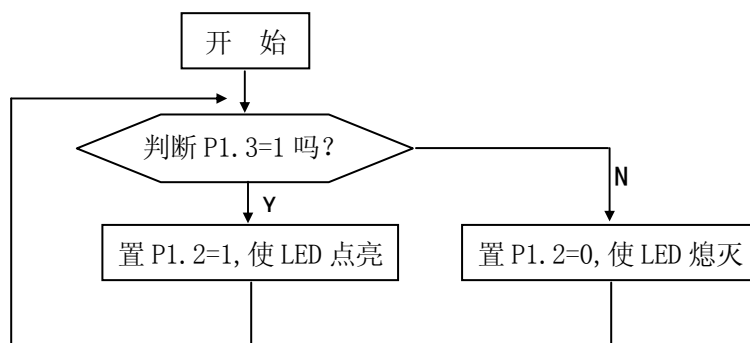 开 始
判断 P1.3=1 吗?
Y
N
置 P1.2=1,使 LED 点亮
置 P1.2=0,使 LED 熄灭